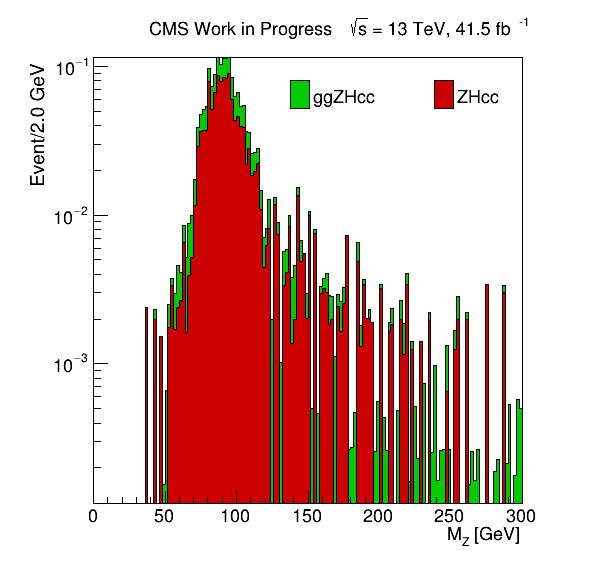 CMS Work in Progress √s = 13 TeV, 41.5 fb⁻¹
Event/2.0 GeV
10⁻¹
ggZHcc ZHcc
10⁻²
10⁻³
0 50 100 150 200 250 300
M_Z [GeV]